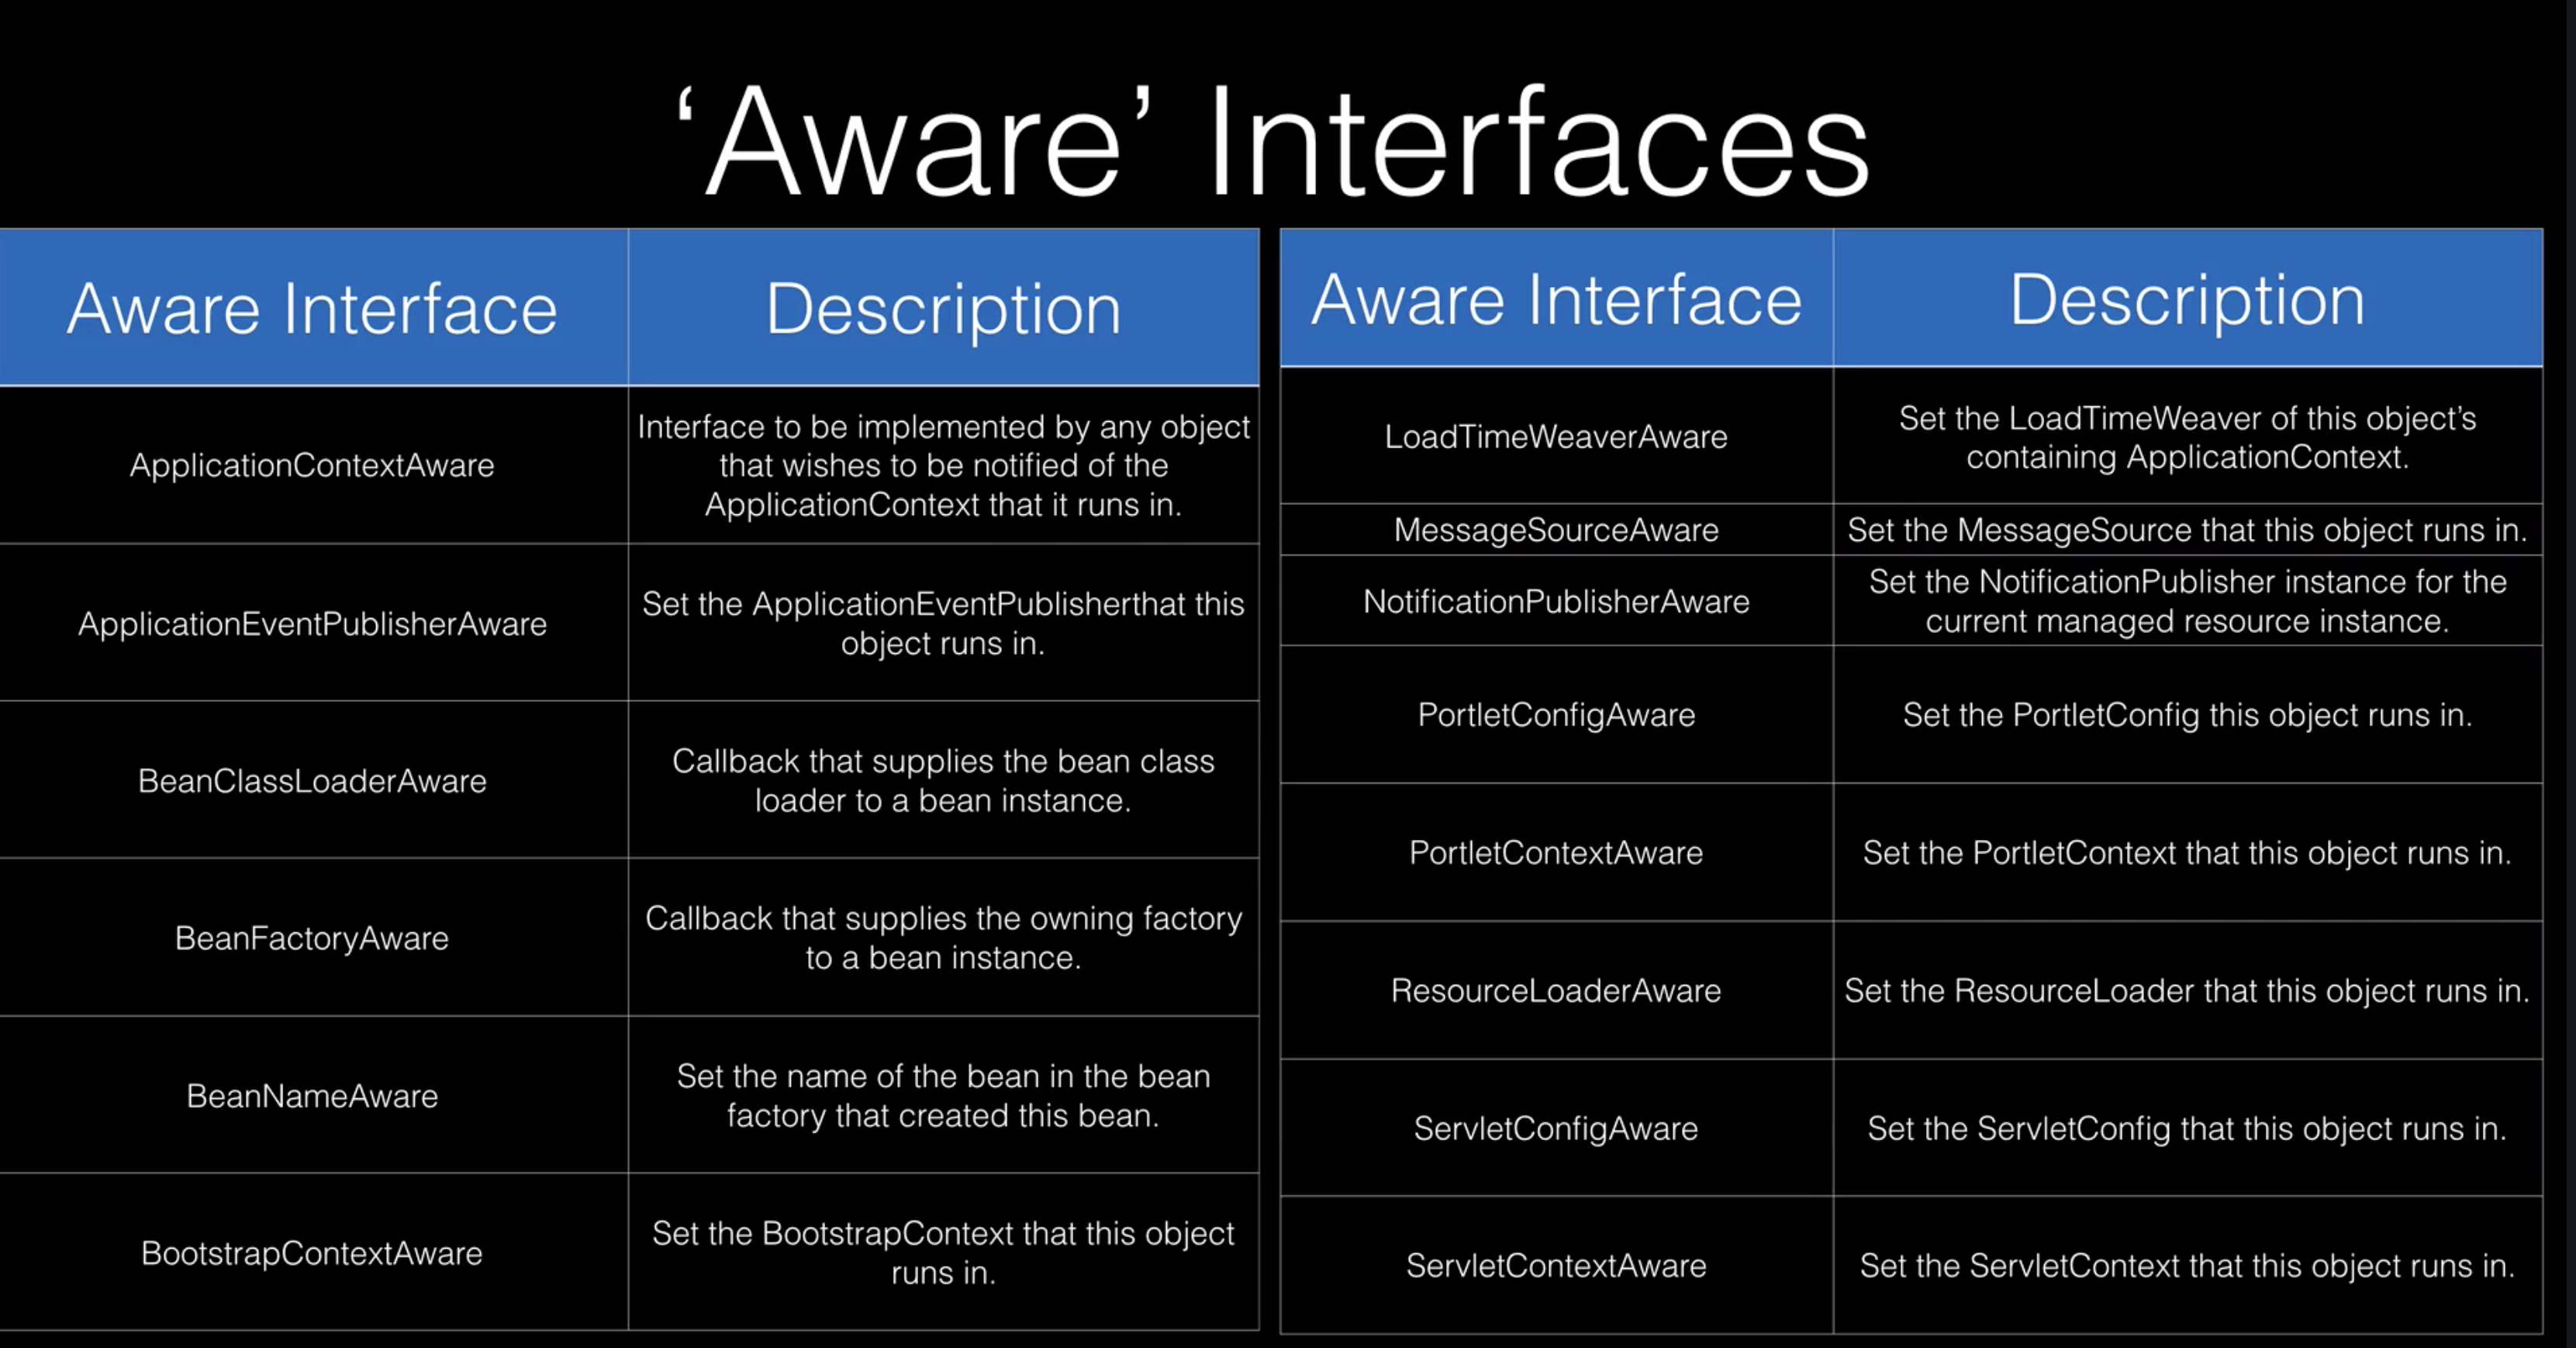 ‘Aware’ Interfaces
Aware Interface
Description
ApplicationContextAware
Interface to be implemented by any object
that wishes to be notified of the
ApplicationContext that it runs in.
ApplicationEventPublisherAware
Set the ApplicationEventPublisherthat this
object runs in.
BeanClassLoaderAware
Callback that supplies the bean class
loader to a bean instance.
BeanFactoryAware
Callback that supplies the owning factory
to a bean instance.
BeanNameAware
Set the name of the bean in the bean
factory that created this bean.
BootstrapContextAware
Set the BootstrapContext that this object
runs in.
Aware Interface
Description
LoadTimeWeaverAware
Set the LoadTimeWeaver of this object’s
containing ApplicationContext.
MessageSourceAware
Set the MessageSource that this object runs in.
NotificationPublisherAware
Set the NotificationPublisher instance for the
current managed resource instance.
PortletConfigAware
Set the PortletConfig this object runs in.
PortletContextAware
Set the PortletContext that this object runs in.
ResourceLoaderAware
Set the ResourceLoader that this object runs in.
ServletConfigAware
Set the ServletConfig that this object runs in.
ServletContextAware
Set the ServletContext that this object runs in.